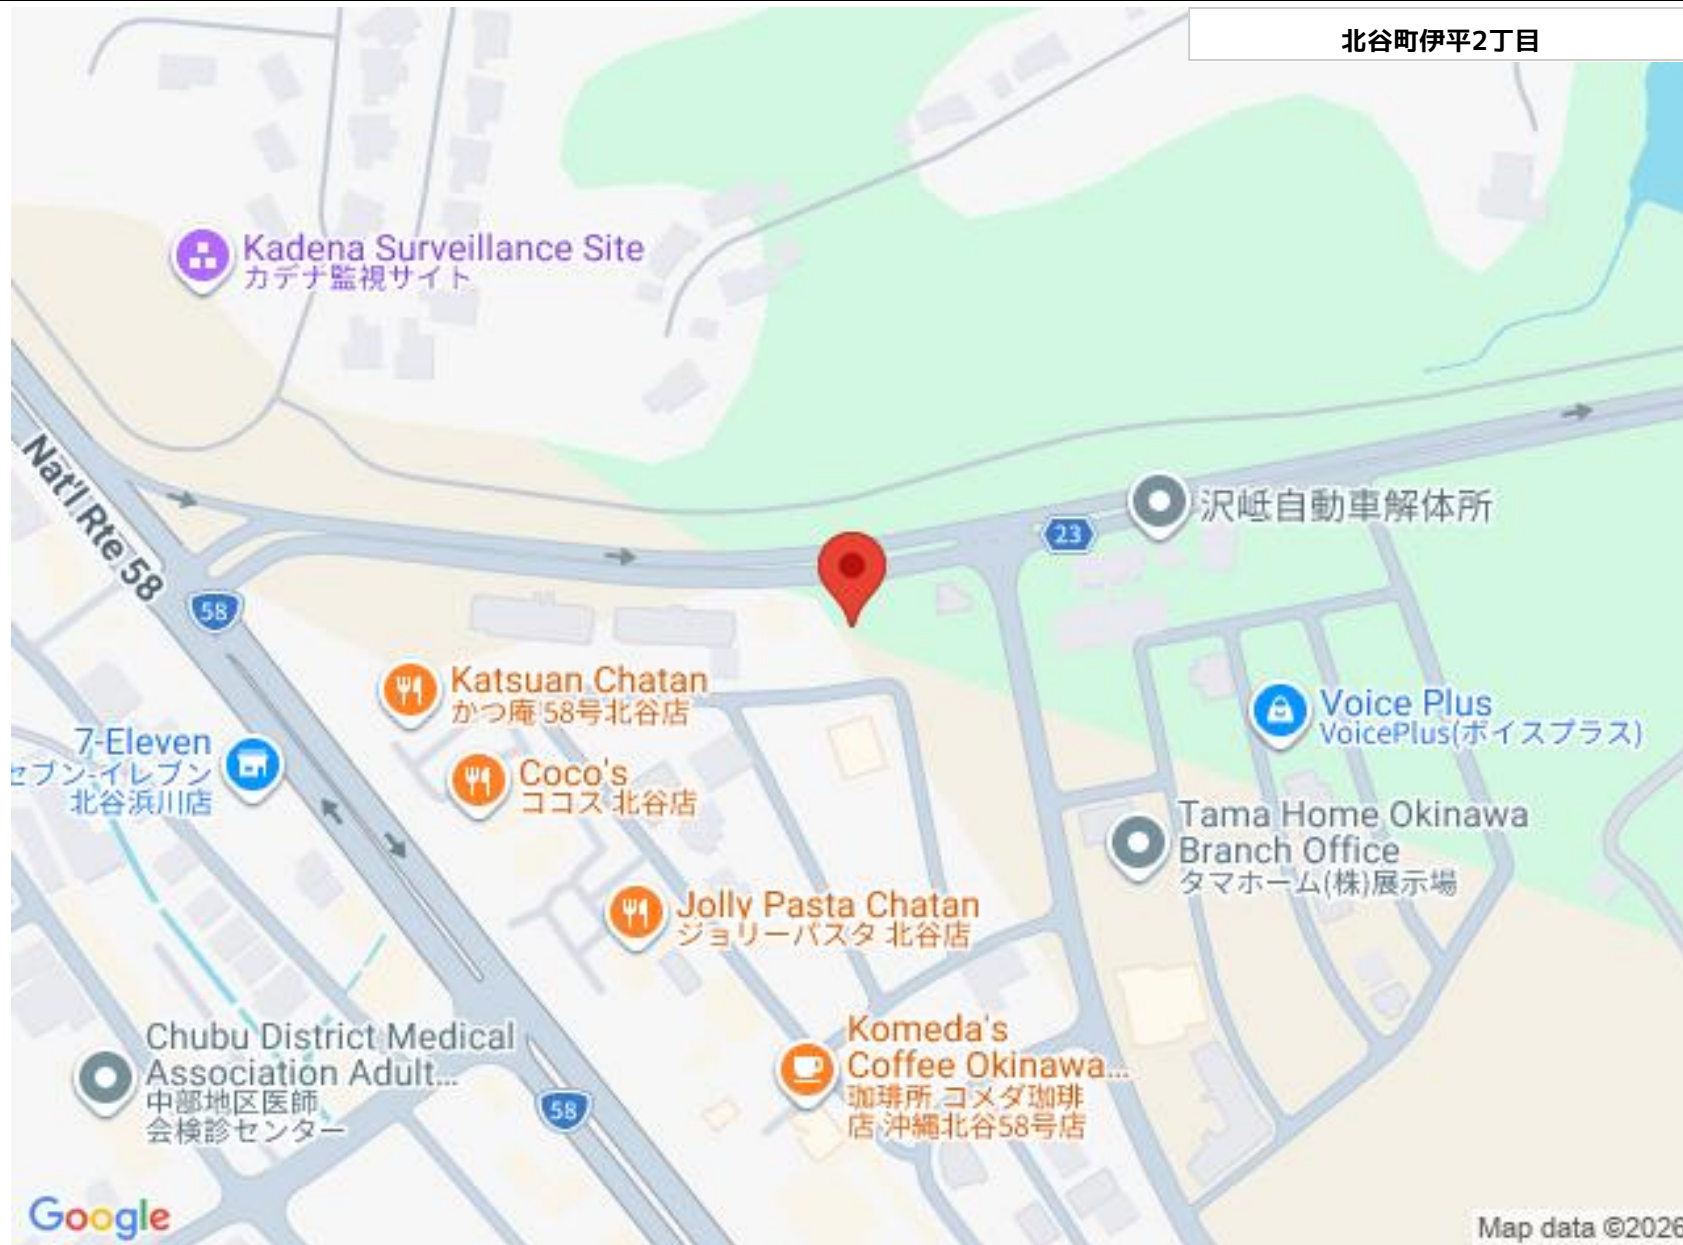 北谷町伊平2丁目
Kadena Surveillance Site
カデナ監視サイト
Nat'l Rte 58
沢岻自動車解体所
23
58
Katsuan Chatan
かつ庵 58号北谷店
Voice Plus
VoicePlus(ボイスプラス)
7-Eleven
セブン-イレブン
北谷浜川店
Coco's
ココス 北谷店
Tama Home Okinawa
Branch Office
タマホーム(株)展示場
Jolly Pasta Chatan
ジョリーパスタ 北谷店
Chubu District Medical
Association Adult...
中部地区医師
会検診センター
Komeda's
Coffee Okinawa...
珈琲所 コメダ珈琲
店 沖縄北谷58号店
58
Google
Map data ©2026